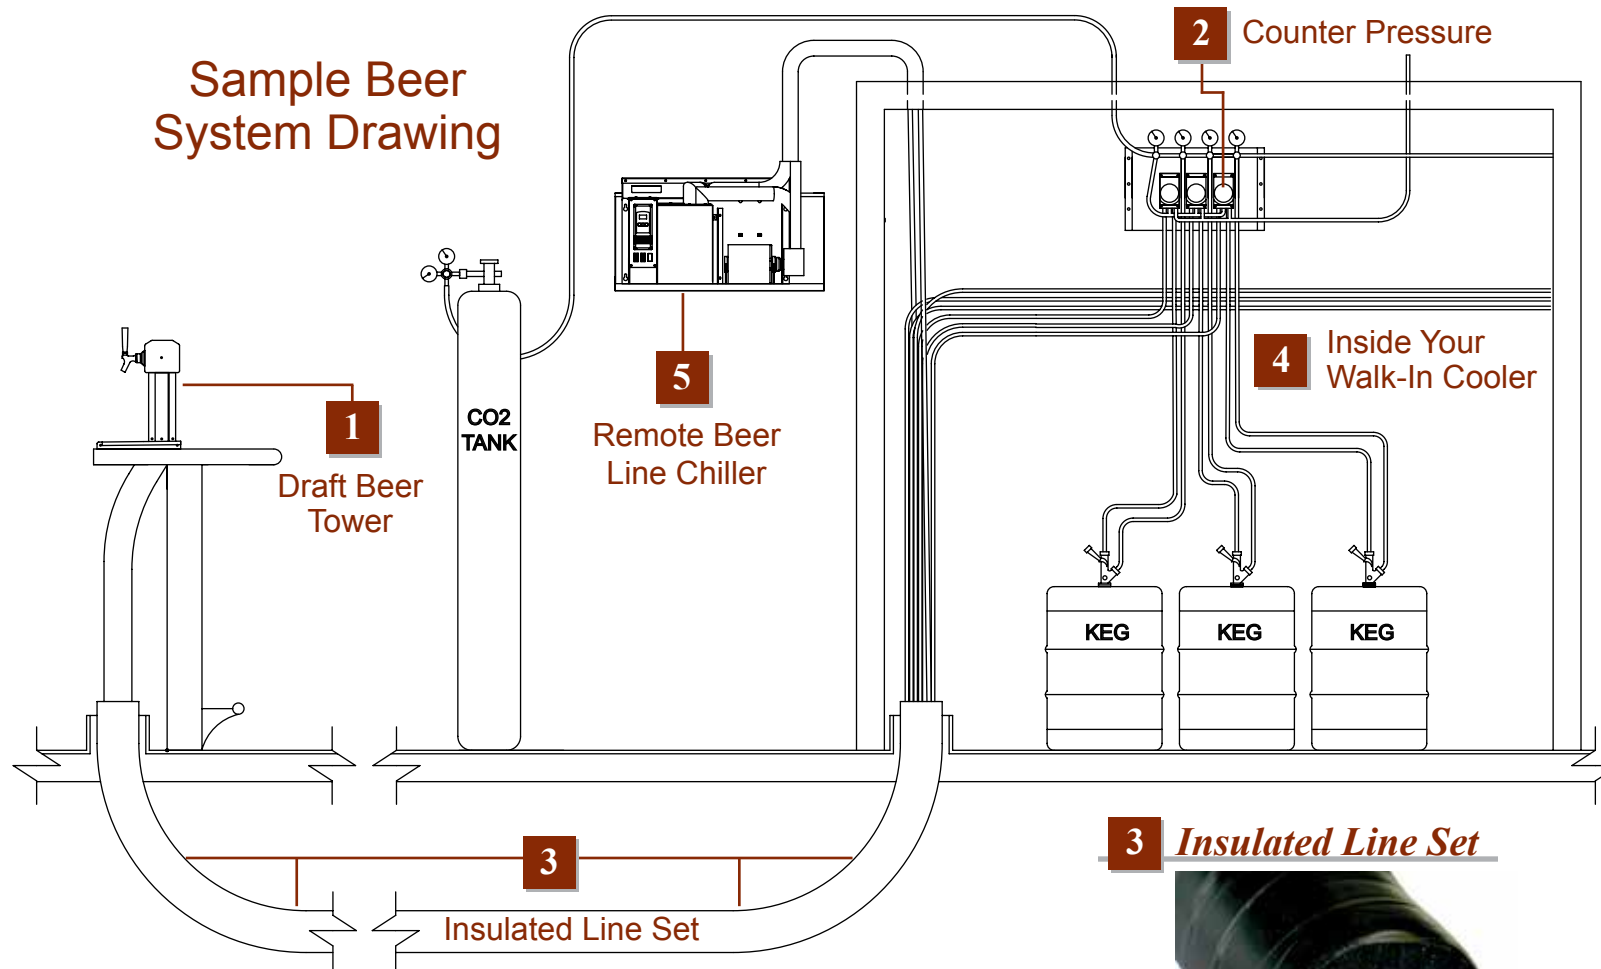 Sample Beer
System Drawing
2 Counter Pressure
1
Draft Beer
Tower
CO2
TANK
5
Remote Beer
Line Chiller
4 Inside Your
Walk-In Cooler
KEG KEG KEG
3
Insulated Line Set
3 Insulated Line Set